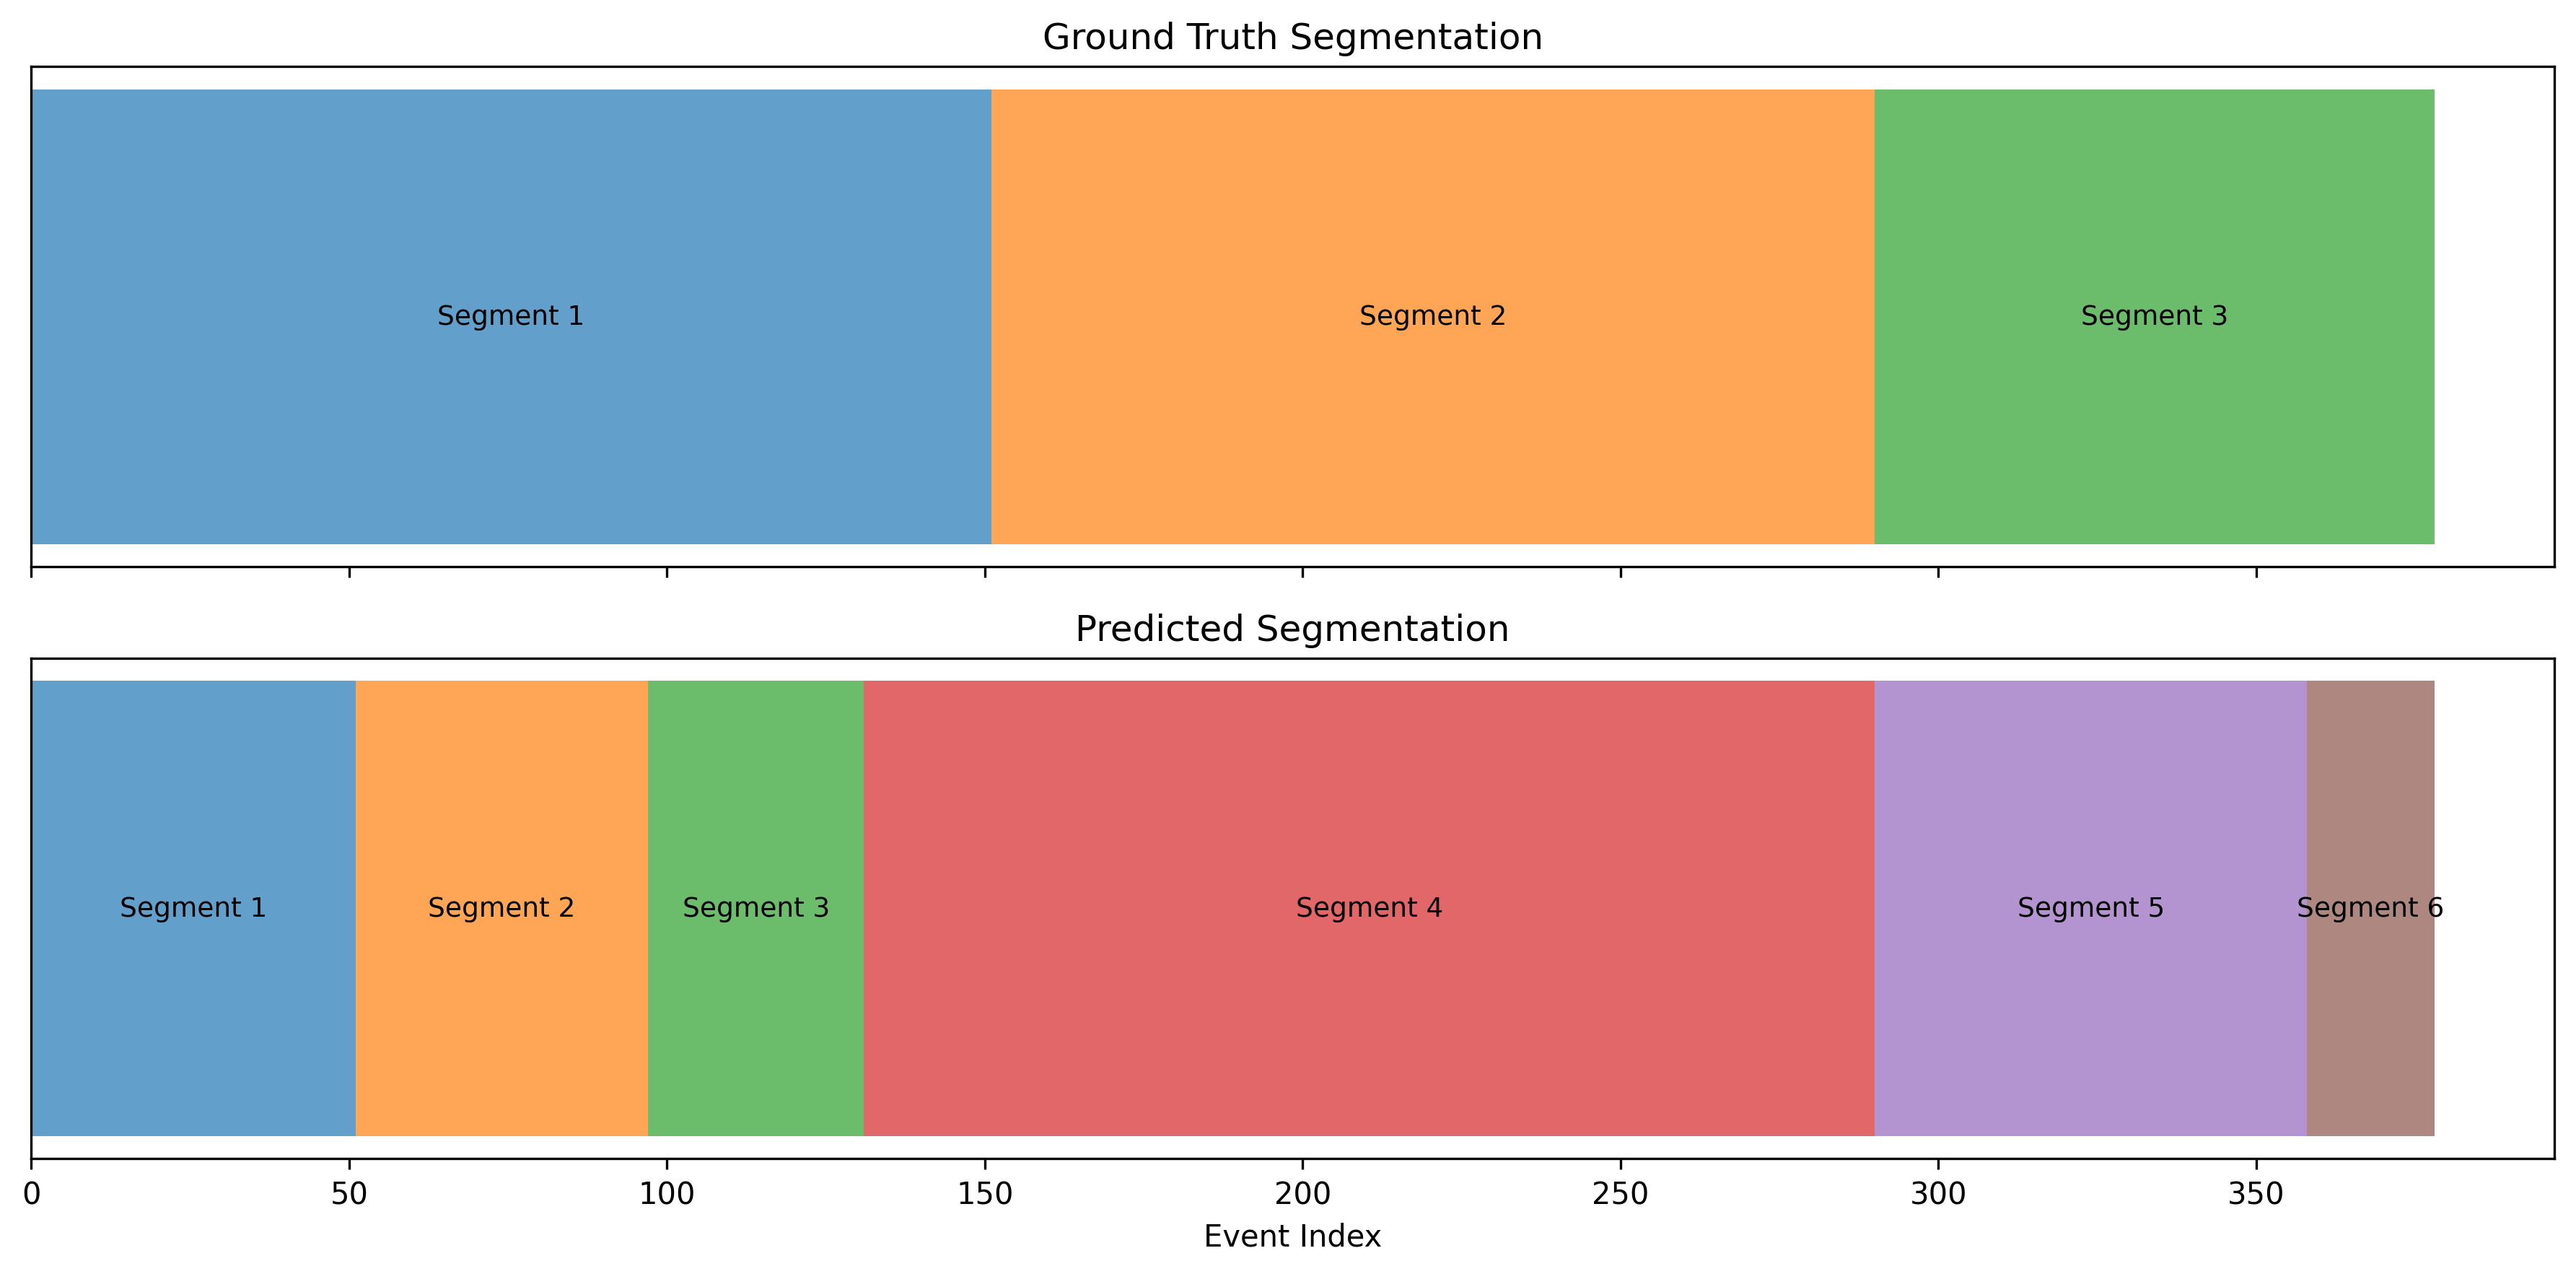 Ground Truth Segmentation
Segment 1 Segment 2 Segment 3
Predicted Segmentation
Segment 1 Segment 2 Segment 3 Segment 4 Segment 5 Segment 6
0 50 100 150 200 250 300 350
Event Index